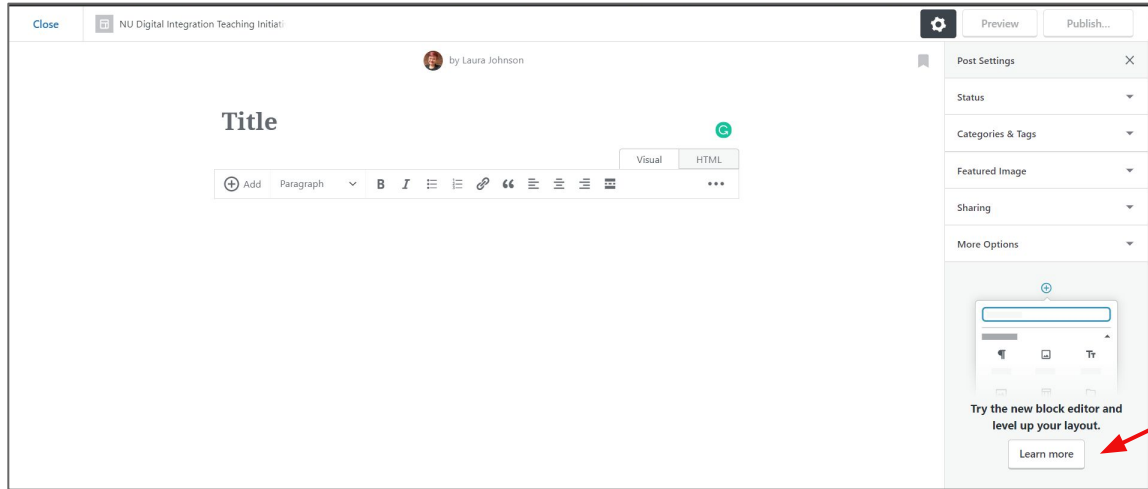 Close NU Digital Integration Teaching Initiati Preview Publish...
by Laura Johnson
Title
Visual HTML
Add Paragraph B I
Post Settings
Status
Categories & Tags
Featured Image
Sharing
More Options
¶ Tт
Try the new block editor and
level up your layout.
Learn more